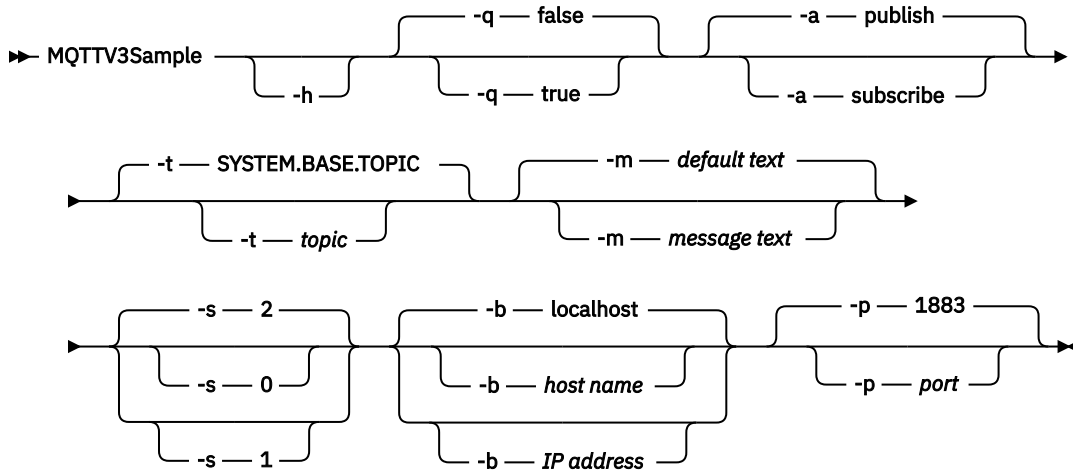 -q false -a publish
MQTTV3Sample
-h -q true -a subscribe
-t SYSTEM.BASE.TOPIC -m default text
-t topic -m message text
-s 2 -b localhost -p 1883
-s 0 -b host name -p port
-s 1 -b IP address